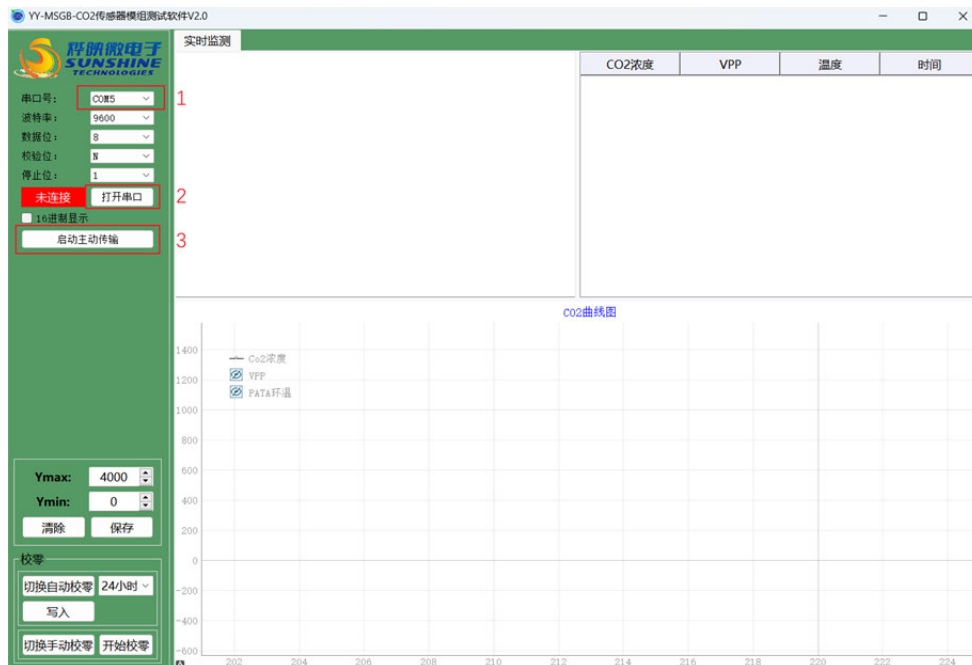 YY-MSGB-CO2传感器模组测试软件V2.0
烨映微电子
SUNSHINE
TECHNOLOGIES
实时监测
CO2浓度 VPP 温度 时间
串口号: COM5 1
波特率: 9600
数据位: 8
校验位: N
停止位: 1
未连接 打开串口 2
16进制显示
启动主动传输 3
CO2曲线图
1400
Co2浓度
VPP
1200
PATA环温
1000
800
600
400
200
0
-200
-400
-600
202 204 206 208 210 212 214 216 218 220 222 224
A
Ymax: 4000
Ymin: 0
清除 保存
校零
切换自动校零 24小时
写入
切换手动校零 开始校零